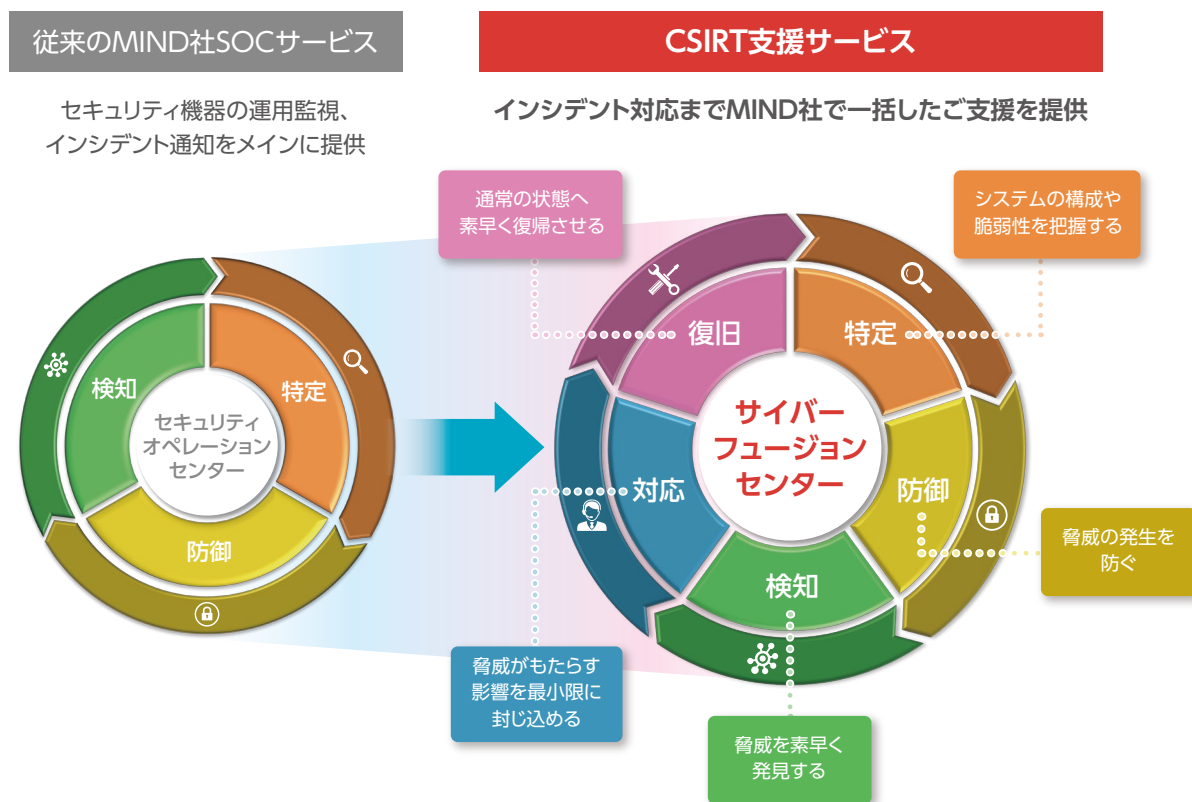 従来のMIND社SOCサービス
セキュリティ機器の運用監視、
インシデント通知をメインに提供
検知
特定
防御
セキュリティ
オペレーション
センター
CSIRT支援サービス
インシデント対応までMIND社で一括したご支援を提供
通常の状態へ
素早く復帰させる
システムの構成や
脆弱性を把握する
復旧
特定
対応
防御
検知
サイバー
フュージョン
センター
脅威の発生を
防ぐ
脅威がもたらす
影響を最小限に
封じ込める
脅威を素早く
発見する